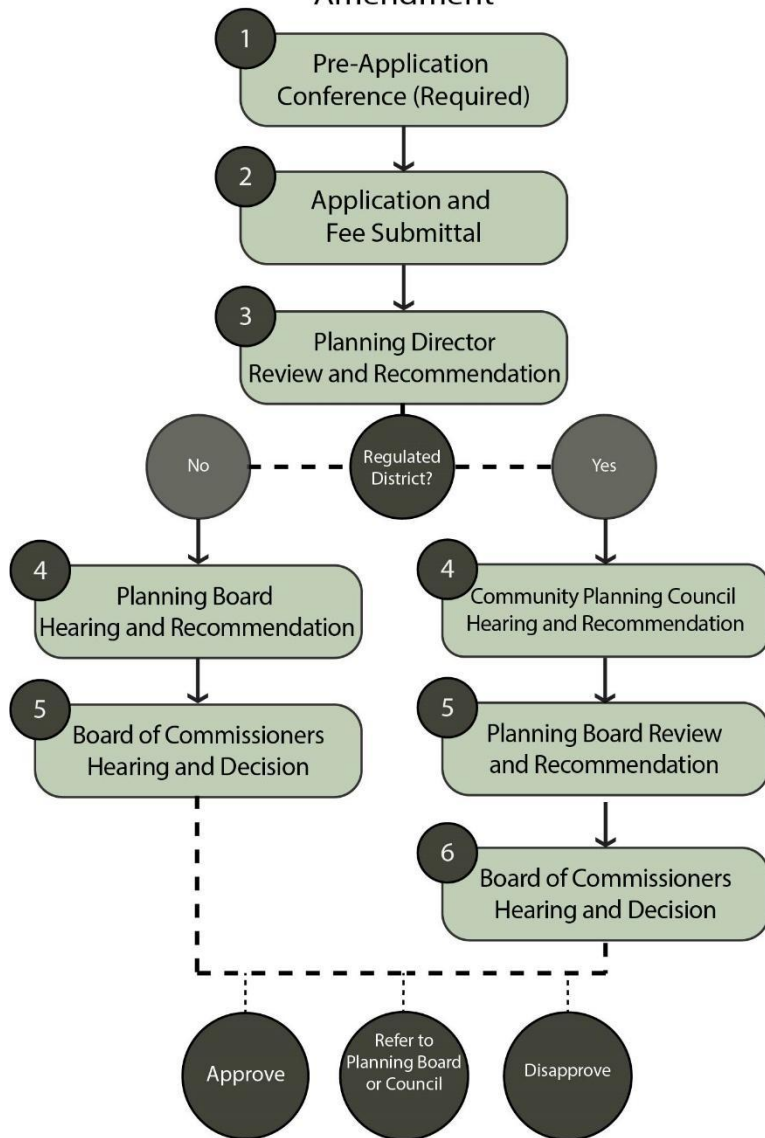 Amendment
1
Pre-Application
Conference (Required)
2
Application and
Fee Submittal
3
Planning Director
Review and Recommendation
No
Regulated
District?
Yes
4
Planning Board
Hearing and Recommendation
5
Board of Commissioners
Hearing and Decision
4
Community Planning Council
Hearing and Recommendation
5
Planning Board Review
and Recommendation
6
Board of Commissioners
Hearing and Decision
Approve
Refer to
Planning Board
or Council
Disapprove